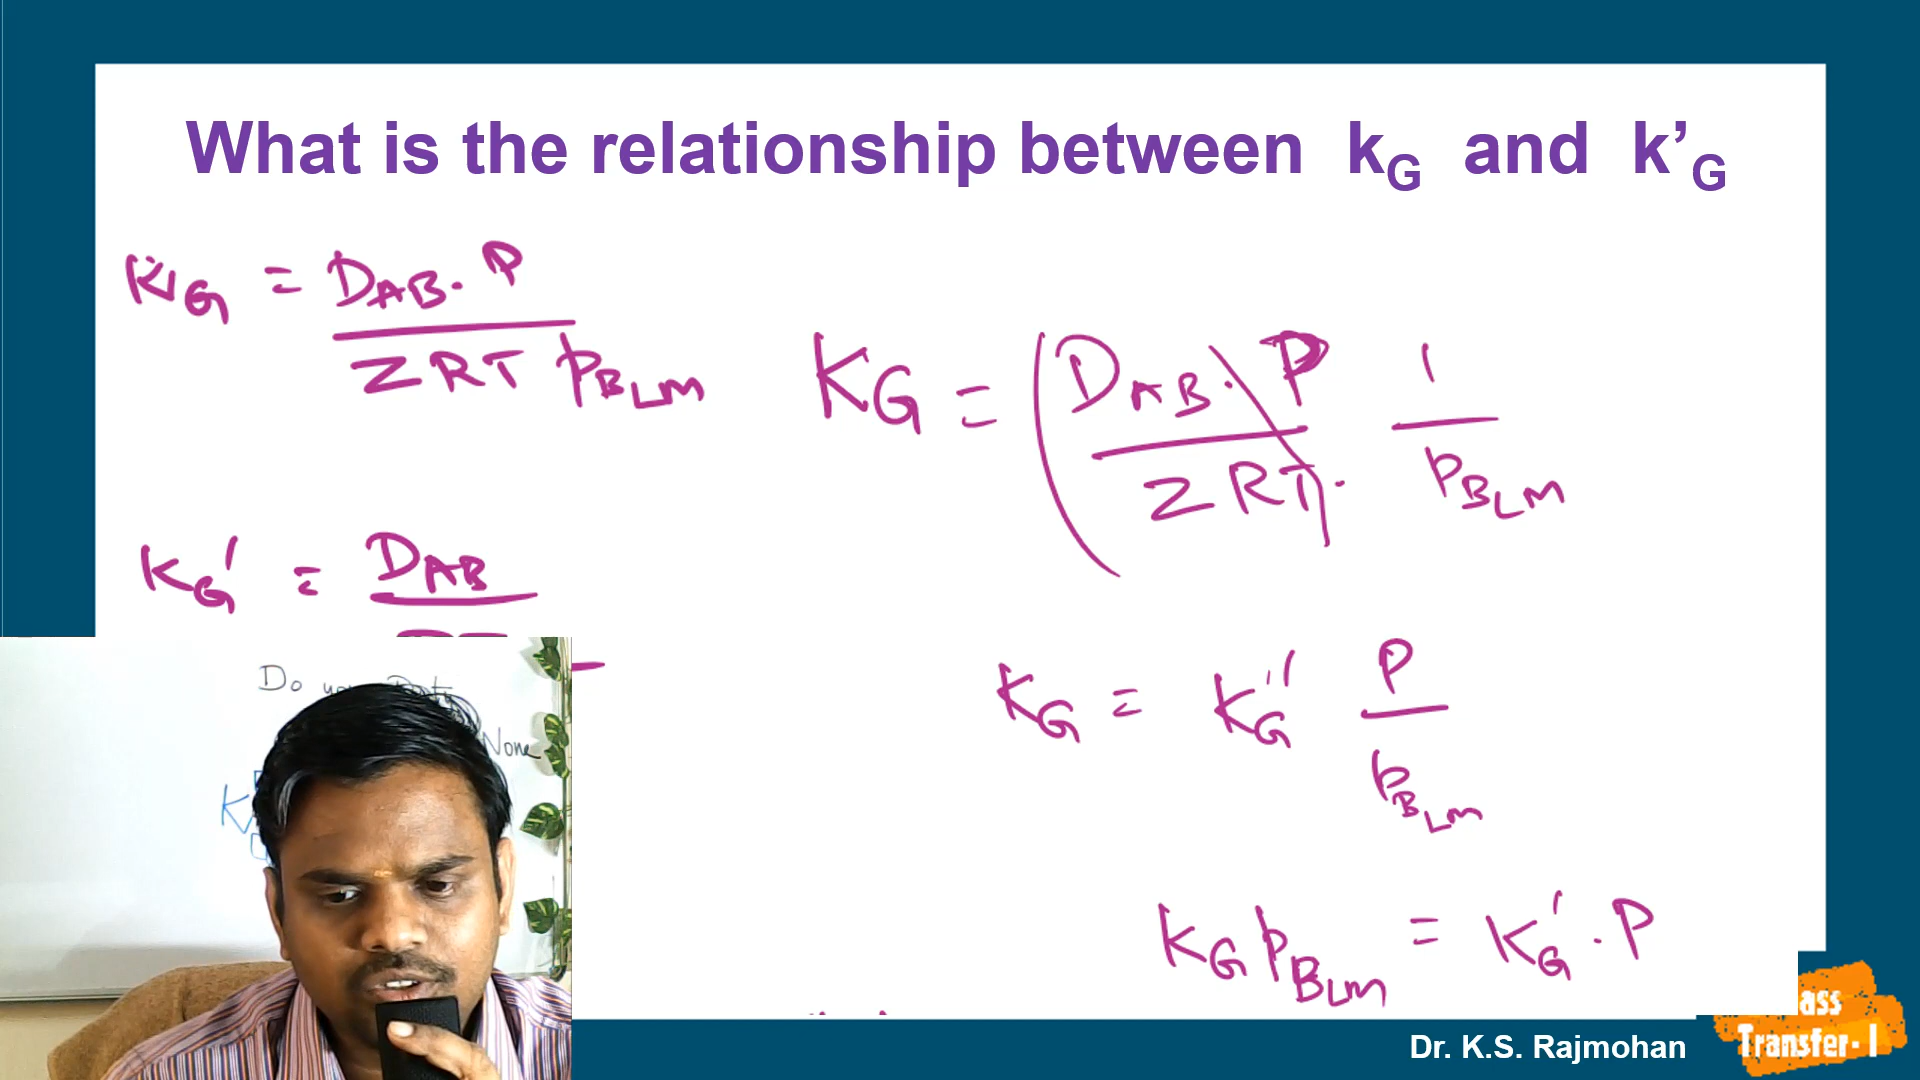 What is the relationship between kG and k’G
KG = DAB . P
ZRT pBLM
KG = (DAB . P) 1
ZRT . pBLM
KG' = DAB
KG = KG' P
pBLM
KG pBLM = KG' . P
Do
None
K
Dr. K.S. Rajmohan
ass
Transfer- I